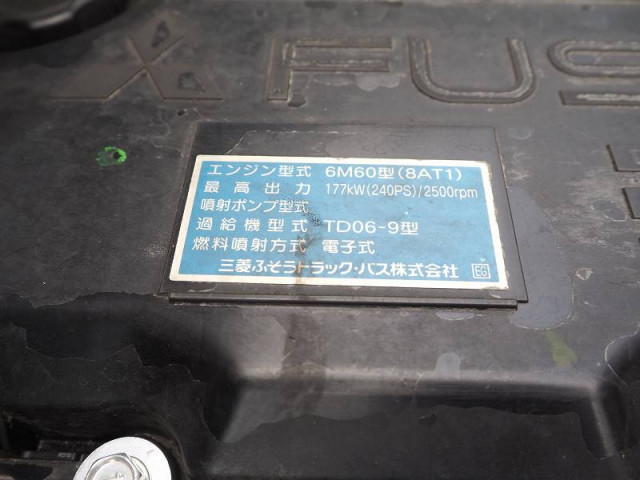 FUS
エンジン型式 6M60型(8AT1)
最高出力 177kW(240PS)/2500rpm
噴射ポンプ型式
過給機型式 TD06-9型
燃料噴射方式 電子式
三菱ふそうトラック・バス株式会社 EG